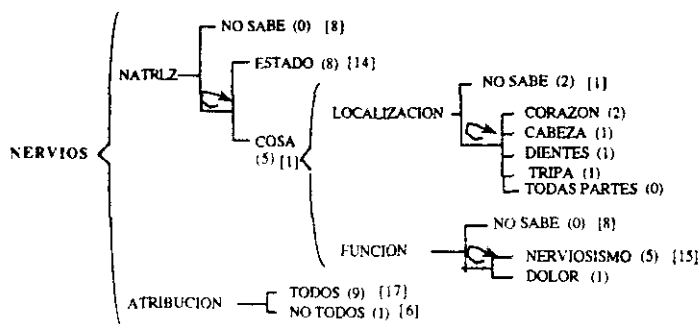 NO SABE (0) [8]
NATRLZ
ESTADO (8) [14]
NO SABE (2) [1]
LOCALIZACION
CORAZON (2)
CABEZA (1)
COSA
(5) [1]
NERVIOS
DIENTES (1)
TRIPA (1)
TODAS PARTES (0)
NO SABE (0) [8]
FUNCION
NERVIOSISMO (5) [15]
DOLOR (1)
ATRIBUCION
TODOS (9) [17]
NO TODOS (1) [6]